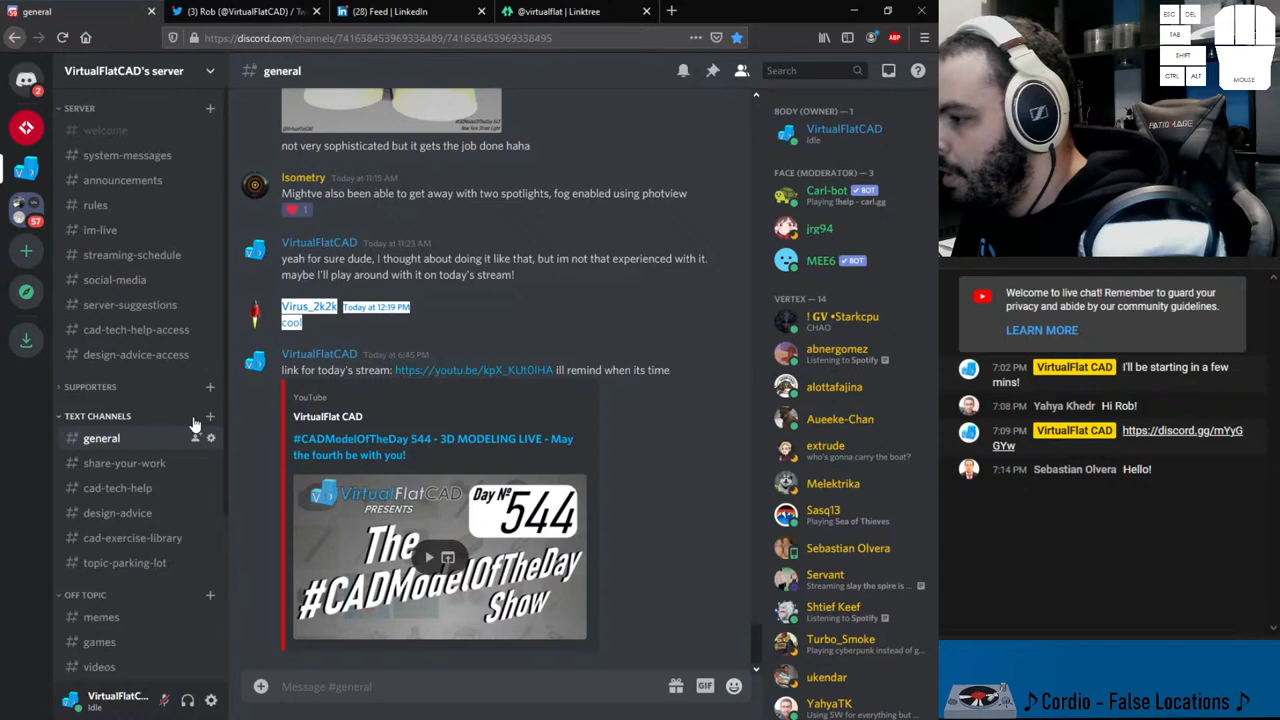 general
(3) Rob (@VirtualFlatCAD) / Tw
(28) Feed | LinkedIn
@virtualflat | Linktree
https://discord.com/channels/741658453969338489/741658453969338495
VirtualFlatCAD's server
SERVER
welcome
system-messages
announcements
rules
im-live
streaming-schedule
social-media
server-suggestions
cad-tech-help-access
design-advice-access
SUPPORTERS
TEXT CHANNELS
general
share-your-work
cad-tech-help
design-advice
cad-exercise-library
topic-parking-lot
OFF TOPIC
memes
games
videos
VirtualFlatC...
Idle
2
57
general
Search
not very sophisticated but it gets the job done haha
Isometry Today at 11:15 AM
Mightve also been able to get away with two spotlights, fog enabled using photview
1
VirtualFlatCAD Today at 11:23 AM
yeah for sure dude, I thought about doing it like that, but im not that experienced with it.
maybe I'll play around with it on today's stream!
Virus_2k2k Today at 12:19 PM
cool
VirtualFlatCAD Today at 6:45 PM
link for today's stream: https://youtu.be/kpX_KUt0IHA ill remind when its time
YouTube
VirtualFlat CAD
#CADModelOfTheDay 544 - 3D MODELING LIVE - May
the fourth be with you!
VirtualFlatCAD
PRESENTS
Day Nº
544
The
#CADModelOfTheDay
Show
Message #general
GIF
BODY (OWNER) — 1
VirtualFlatCAD
Idle
FACE (MODERATOR) — 3
Carl-bot BOT
Playing !help - carl.gg
jrg94
MEE6 BOT
VERTEX — 14
! GV •Starkcpu
CHAO
abnergomez
Listening to Spotify
alottafajina
Aueeke-Chan
extrude
who's gonna carry the boat?
Melektrika
Sasq13
Playing Sea of Thieves
Sebastian Olvera
Servant
Streaming slay the spire is ...
Shtief Keef
Listening to Spotify
Turbo_Smoke
Playing cyberpunk instead of g...
ukendar
YahyaTK
Using SW for everything but ...
ESC
DEL
TAB
SHIFT
CTRL
ALT
MOUSE
Welcome to live chat! Remember to guard your
privacy and abide by our community guidelines.
LEARN MORE
7:02 PM VirtualFlat CAD I'll be starting in a few
mins!
7:08 PM Yahya Khedr Hi Rob!
7:09 PM VirtualFlat CAD https://discord.gg/mYyG
GYw
7:14 PM Sebastian Olvera Hello!
♪ Cordio - False Locations ♪